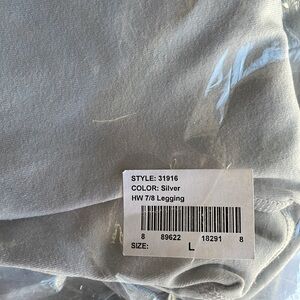 STYLE: 31916
COLOR: Silver
HW 7/8 Legging
8 89622 18291 8
SIZE: L